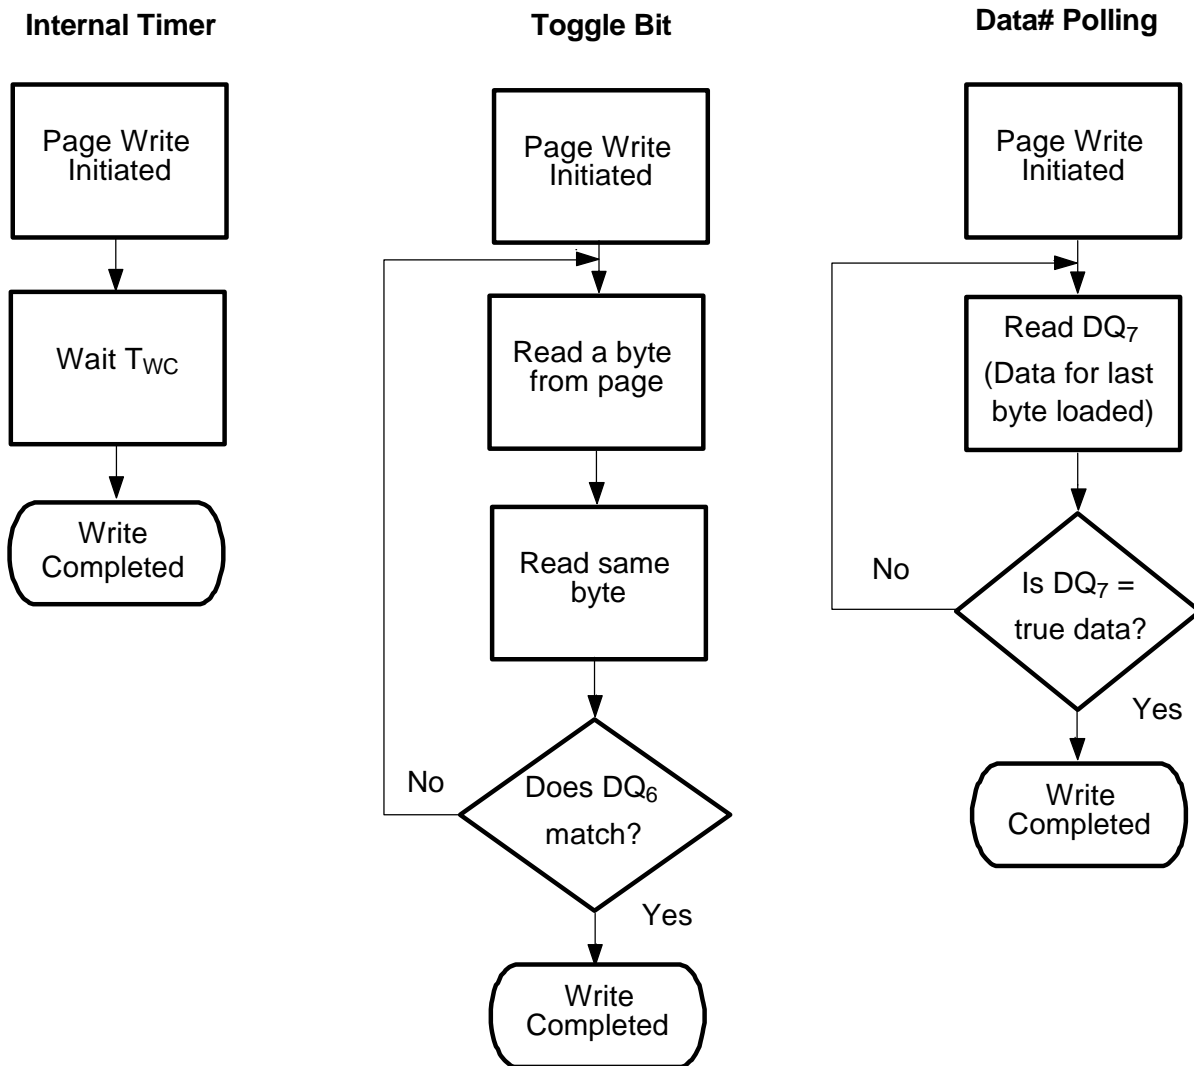 Internal Timer
Page Write
Initiated
Wait TWC
Write
Completed
Toggle Bit
Page Write
Initiated
Read a byte
from page
Read same
byte
No
Does DQ6
match?
Yes
Write
Completed
Data# Polling
Page Write
Initiated
Read DQ7
(Data for last
byte loaded)
No
Is DQ7 =
true data?
Yes
Write
Completed